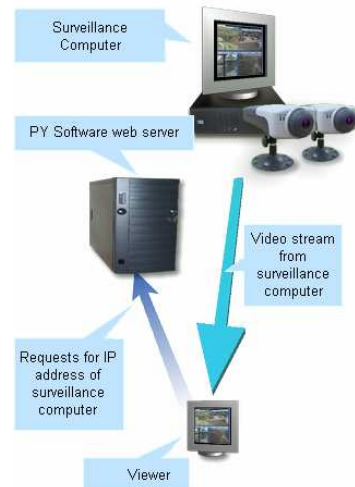 Surveillance
Computer
PY Software web server
Video stream
from
surveillance
computer
Requests for IP
address of
surveillance
computer
Viewer